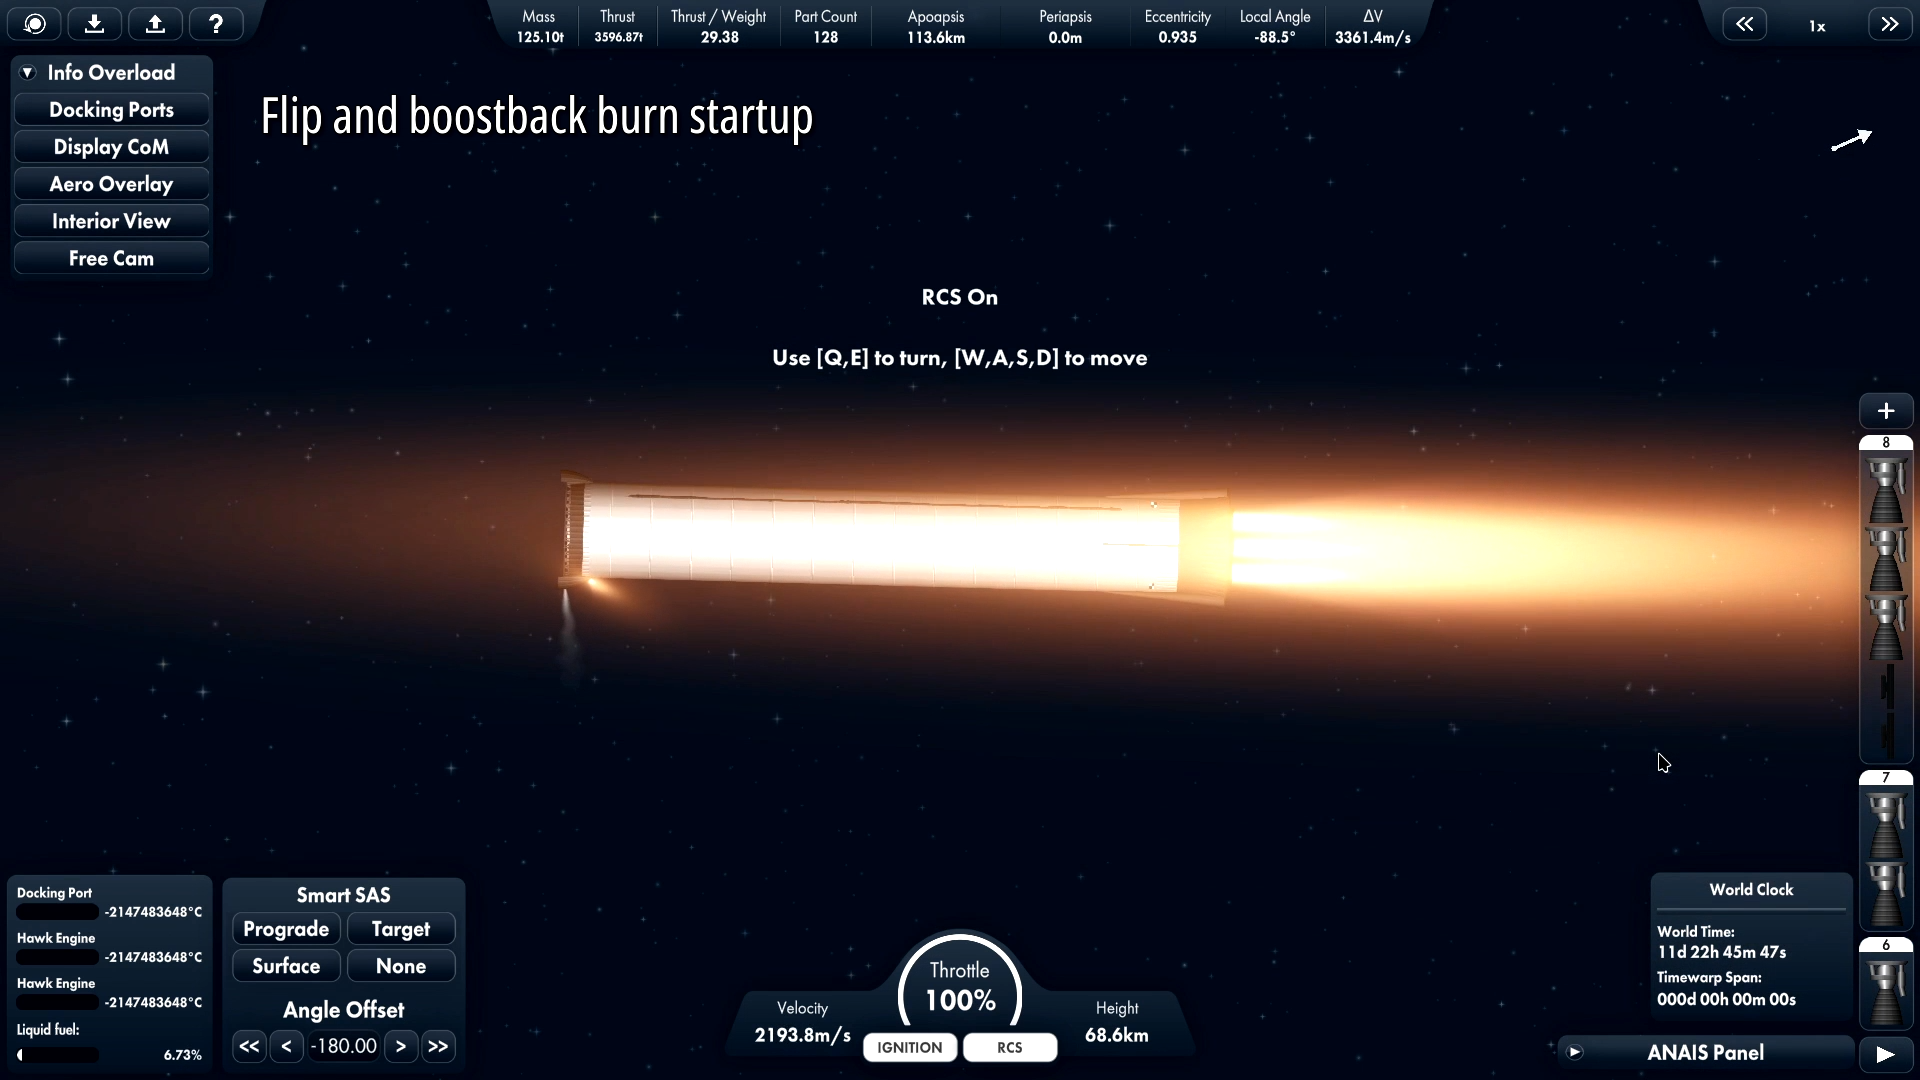 Mass
125.10t
Thrust
3596.87t
Thrust / Weight
29.38
Part Count
128
Apoapsis
113.6km
Periapsis
0.0m
Eccentricity
0.935
Local Angle
-88.5°
ΔV
3361.4m/s
1x
?
Info Overload
Docking Ports
Display CoM
Aero Overlay
Interior View
Free Cam
Flip and boostback burn startup
RCS On
Use [Q,E] to turn, [W,A,S,D] to move
+
8
7
6
Docking Port
-2147483648°C
Hawk Engine
-2147483648°C
Hawk Engine
-2147483648°C
Liquid fuel:
6.73%
Smart SAS
Prograde
Target
Surface
None
Angle Offset
<< < -180.00 > >>
Throttle
100%
Velocity
2193.8m/s
IGNITION
RCS
Height
68.6km
World Clock
World Time:
11d 22h 45m 47s
Timewarp Span:
000d 00h 00m 00s
ANAIS Panel